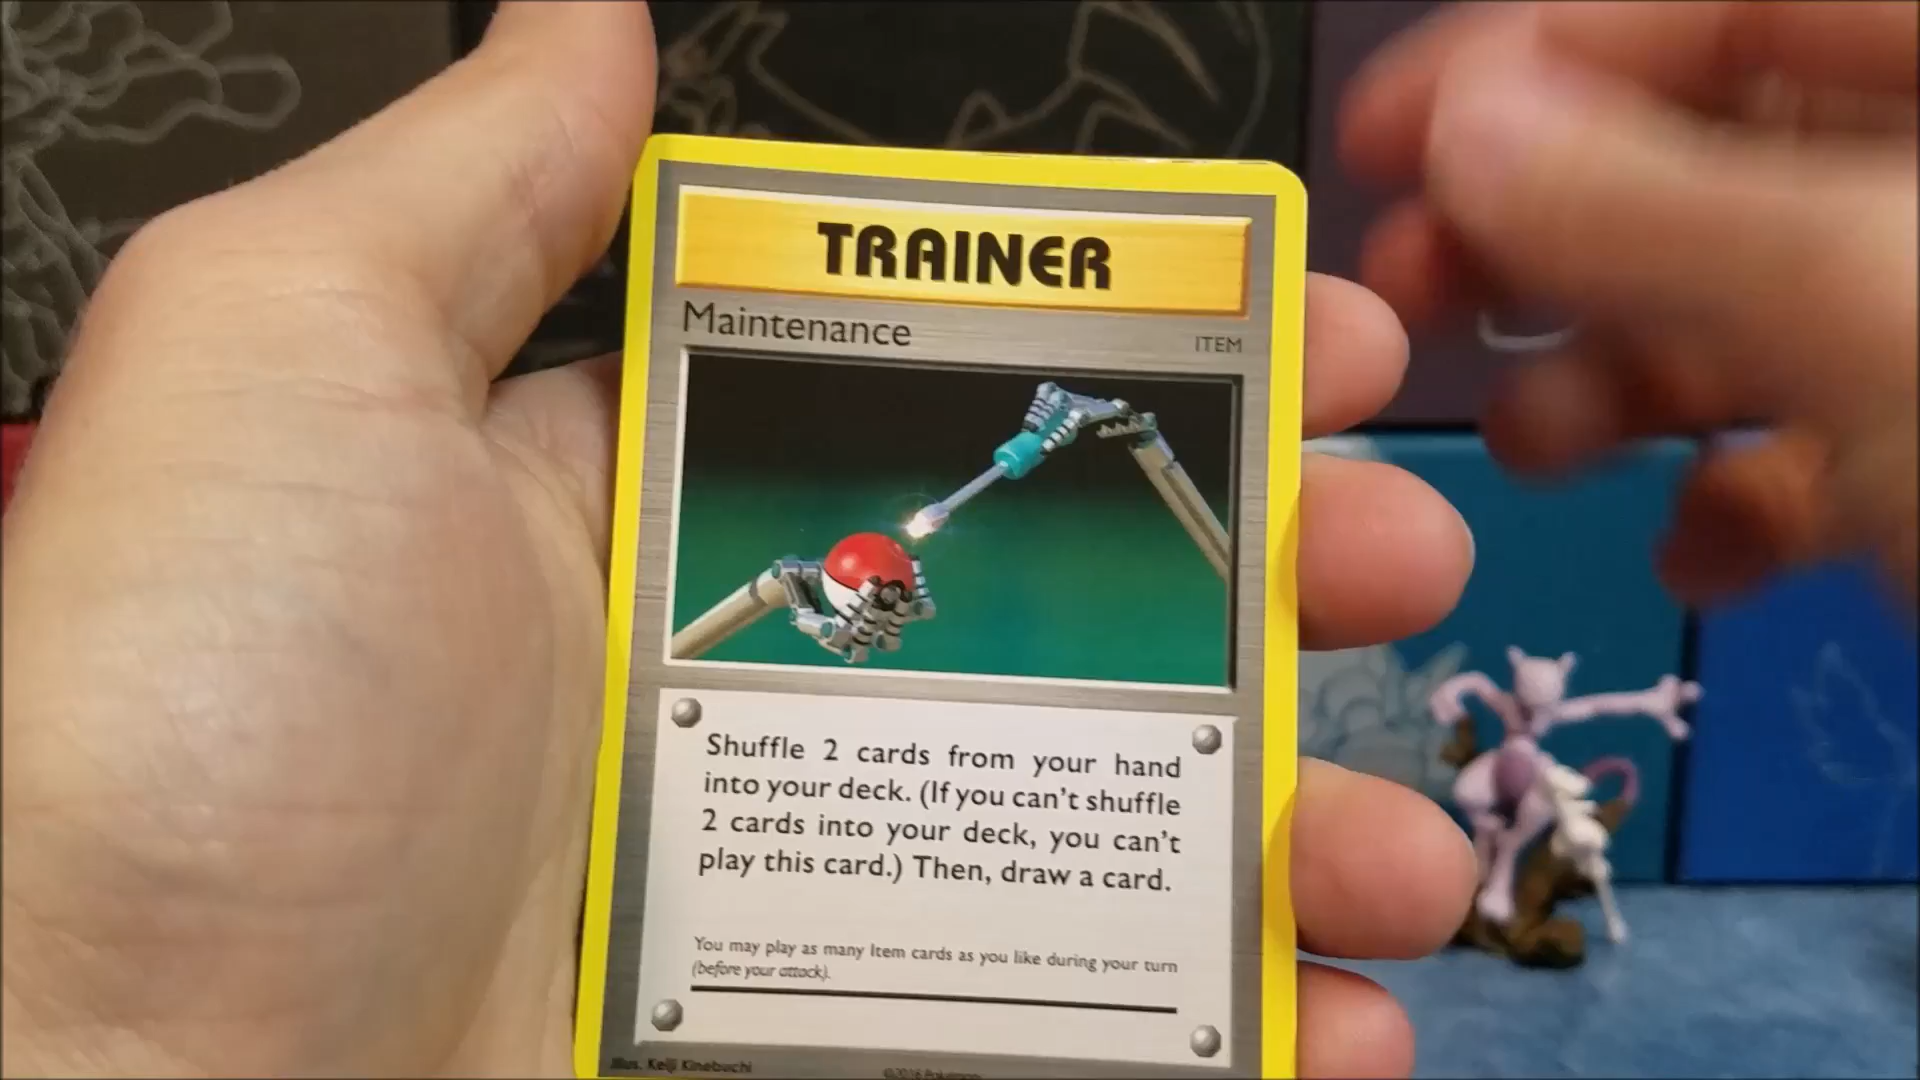 TRAINER
Maintenance
ITEM
Shuffle 2 cards from your hand
into your deck. (If you can't shuffle
2 cards into your deck, you can't
play this card.) Then, draw a card.
You may play as many Item cards as you like during your turn
(before your attack).
Illus. Keiji Kinebuchi
©2016 Pokémon